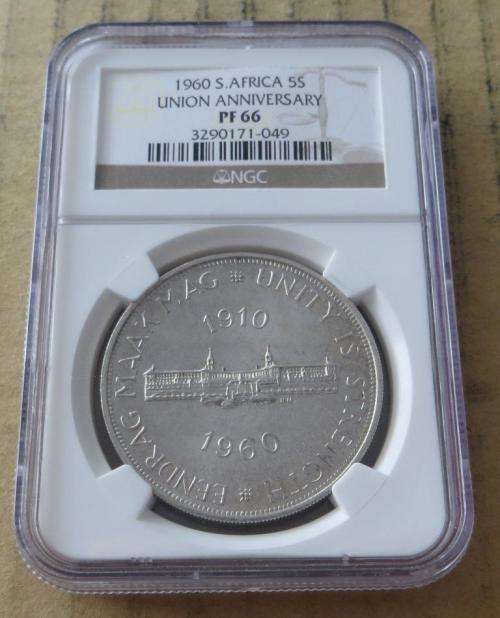 1960 S.AFRICA 5S
UNION ANNIVERSARY
PF 66
3290171-049
NGC
EENDRAG MAAK MAG ※ UNITY IS STRENGTH ※
1910
1960